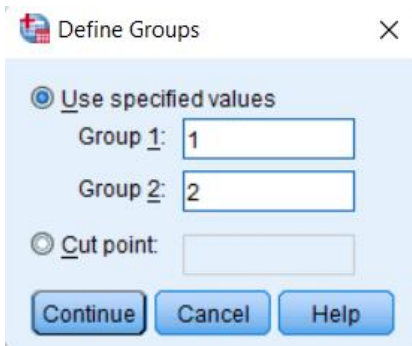 Define Groups
Use specified values
Group 1: 1
Group 2: 2
Cut point:
Continue Cancel Help